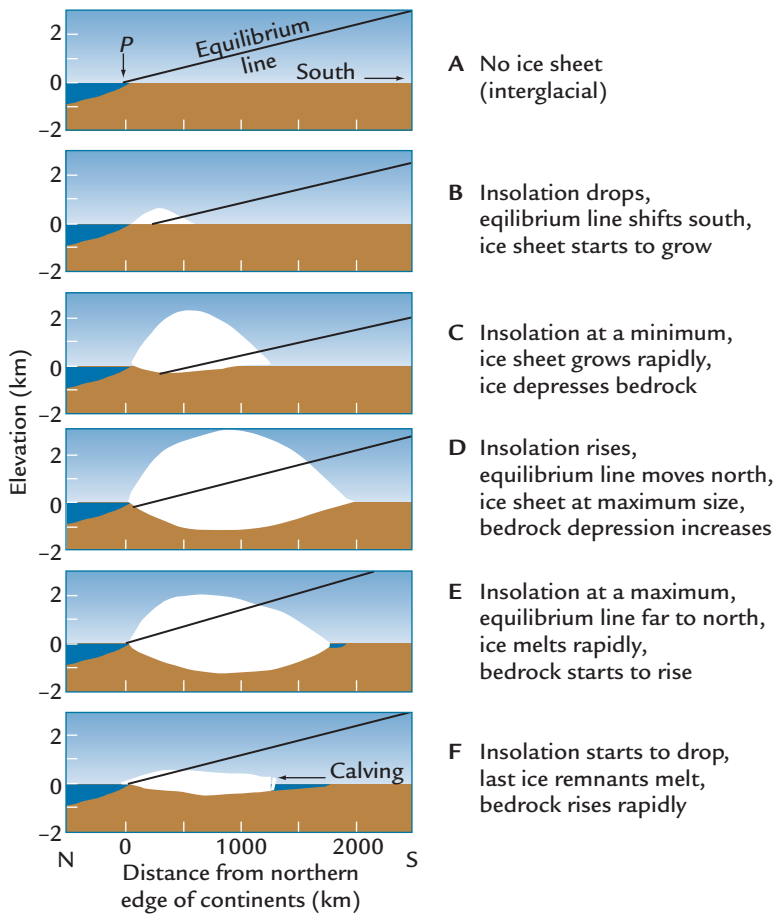 2
0
−2
P
Equilibrium
line
South
A No ice sheet
(interglacial)
2
0
−2
B Insolation drops,
eqilibrium line shifts south,
ice sheet starts to grow
2
0
−2
C Insolation at a minimum,
ice sheet grows rapidly,
ice depresses bedrock
Elevation (km)
2
0
−2
D Insolation rises,
equilibrium line moves north,
ice sheet at maximum size,
bedrock depression increases
2
0
−2
E Insolation at a maximum,
equilibrium line far to north,
ice melts rapidly,
bedrock starts to rise
2
0
−2
Calving
F Insolation starts to drop,
last ice remnants melt,
bedrock rises rapidly
N 0 1000 2000 S
Distance from northern
edge of continents (km)